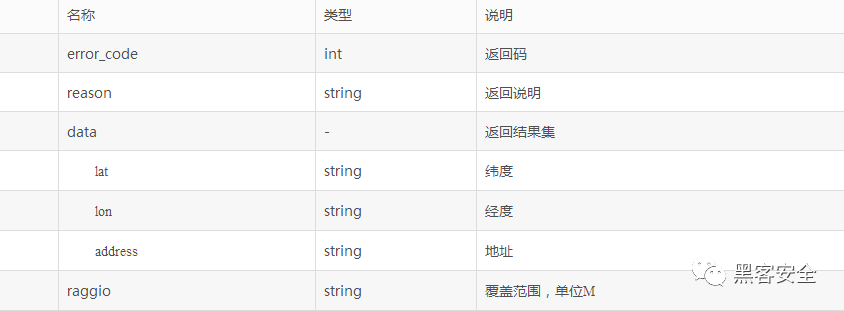 名称 类型 说明
error_code int 返回码
reason string 返回说明
data - 返回结果集
lat string 纬度
lon string 经度
address string 地址
raggio string 覆盖范围，单位M
黑客安全